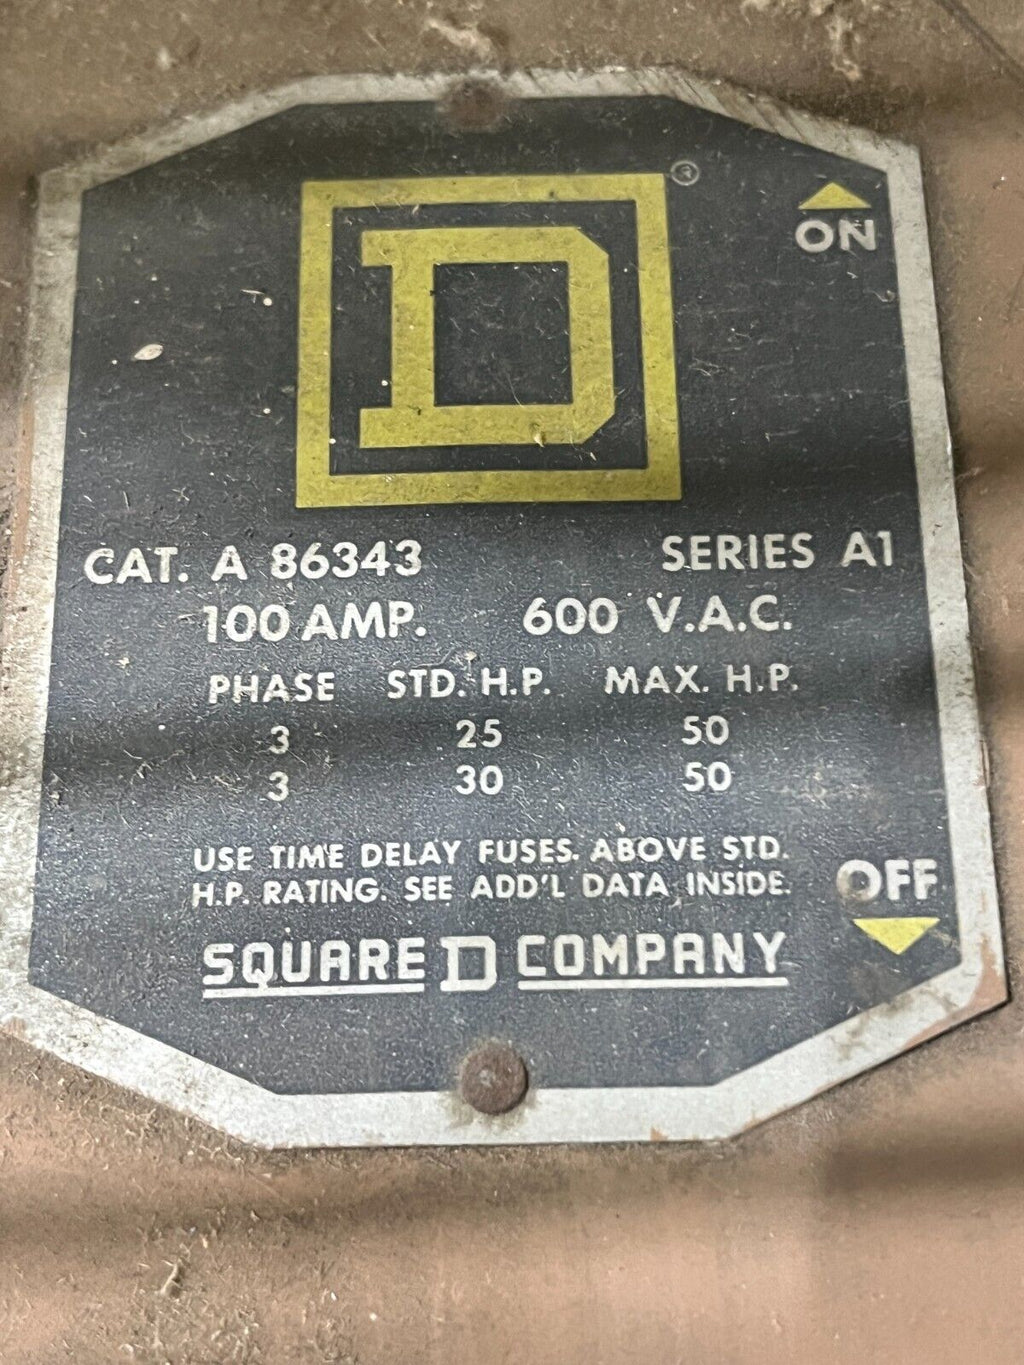 D ®
ON
CAT. A 86343 SERIES A1
100 AMP. 600 V.A.C.
PHASE STD. H.P. MAX. H.P.
3 25 50
3 30 50
USE TIME DELAY FUSES. ABOVE STD.
H.P. RATING. SEE ADD'L DATA INSIDE.
OFF
SQUARE D COMPANY